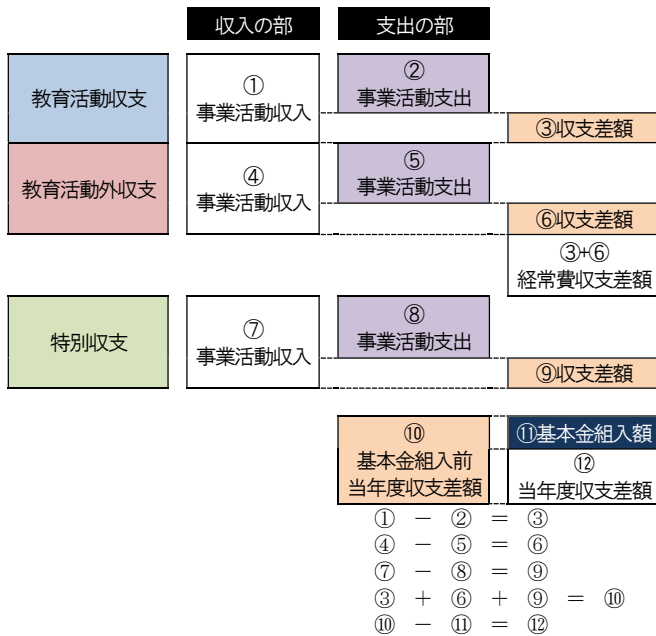 収入の部 支出の部
教育活動収支
①
事業活動収入
②
事業活動支出
③収支差額
教育活動外収支
④
事業活動収入
⑤
事業活動支出
⑥収支差額
③+⑥
経常費収支差額
特別収支
⑦
事業活動収入
⑧
事業活動支出
⑨収支差額
⑩
基本金組入前
当年度収支差額
⑪基本金組入額
⑫
当年度収支差額
① － ② ＝ ③
④ － ⑤ ＝ ⑥
⑦ － ⑧ ＝ ⑨
③ ＋ ⑥ ＋ ⑨ ＝ ⑩
⑩ － ⑪ ＝ ⑫